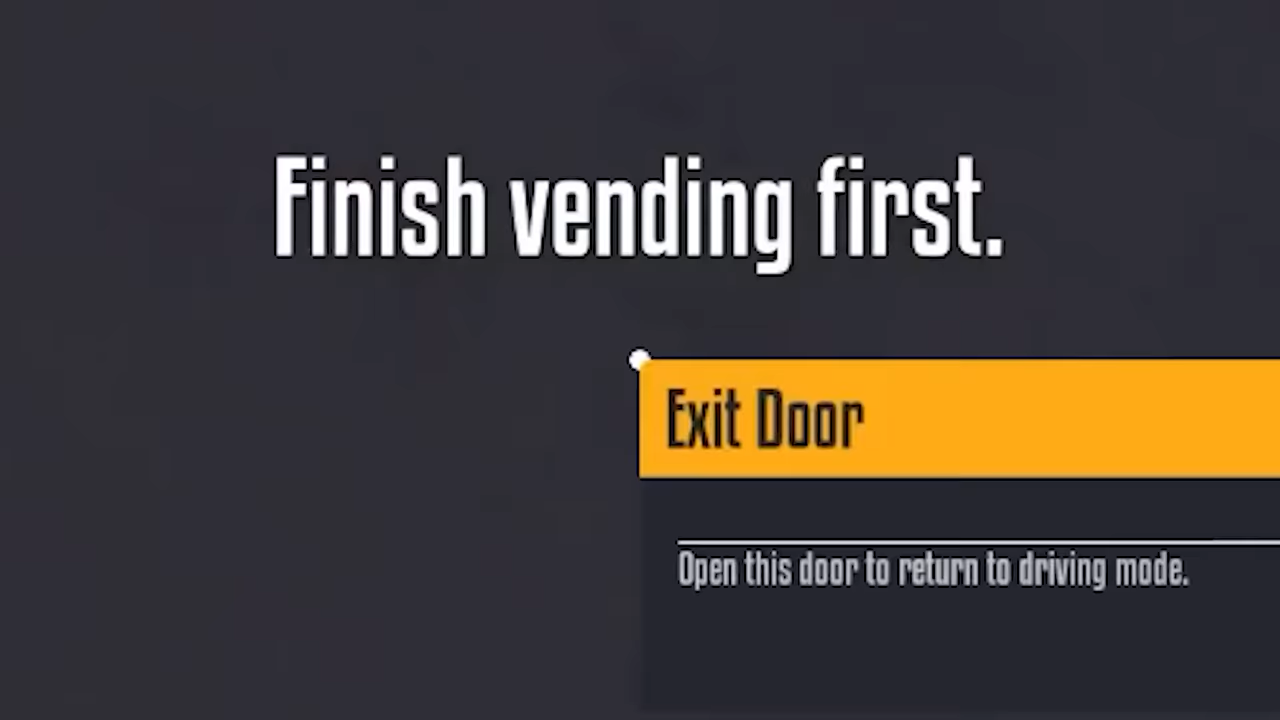 Finish vending first.
Exit Door
Open this door to return to driving mode.